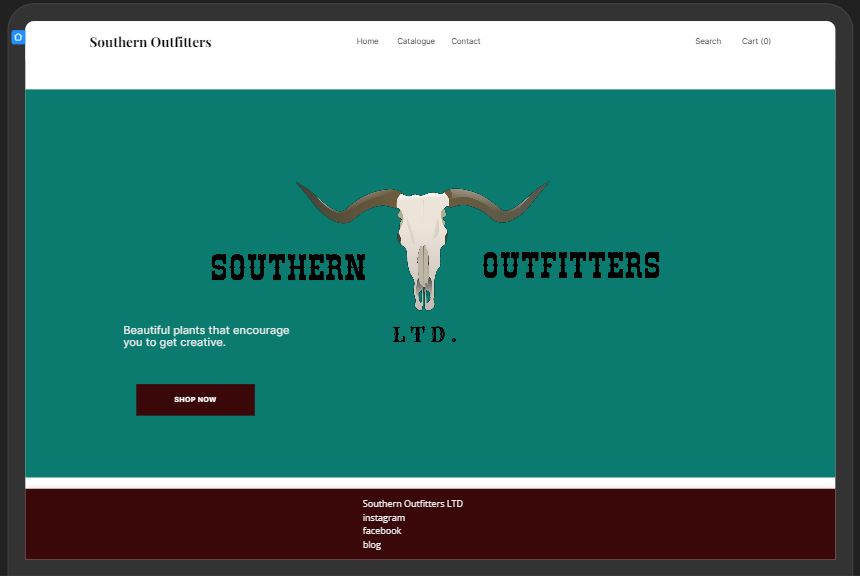 Southern Outfitters
Home Catalogue Contact
Search Cart (0)
SOUTHERN OUTFITTERS
LTD.
Beautiful plants that encourage
you to get creative.
SHOP NOW
Southern Outfitters LTD
instagram
facebook
blog